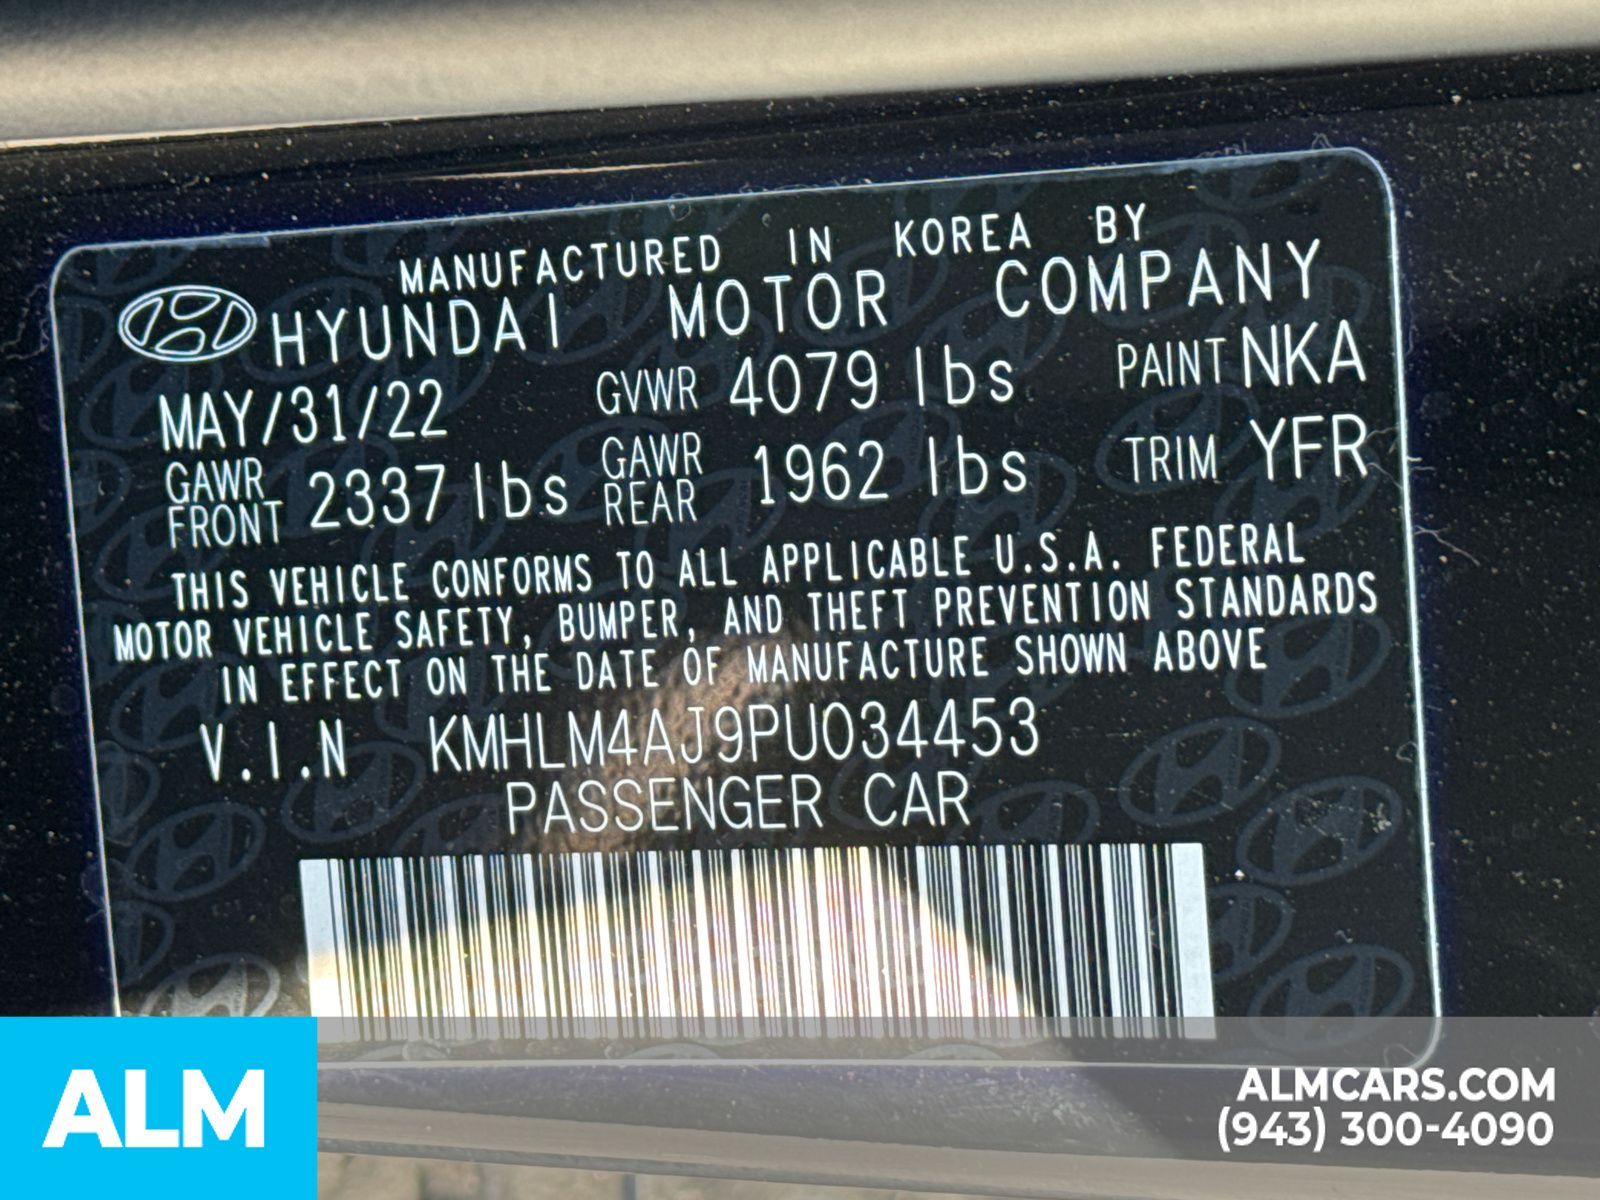 MANUFACTURED IN KOREA BY
HYUNDAI MOTOR COMPANY
MAY/31/22 GVWR 4079 lbs PAINT NKA
GAWR FRONT 2337 lbs GAWR REAR 1962 lbs TRIM YFR
THIS VEHICLE CONFORMS TO ALL APPLICABLE U.S.A. FEDERAL
MOTOR VEHICLE SAFETY, BUMPER, AND THEFT PREVENTION STANDARDS
IN EFFECT ON THE DATE OF MANUFACTURE SHOWN ABOVE
V.I.N KMHLM4AJ9PU034453
PASSENGER CAR
ALM
ALMCARS.COM
(943) 300-4090